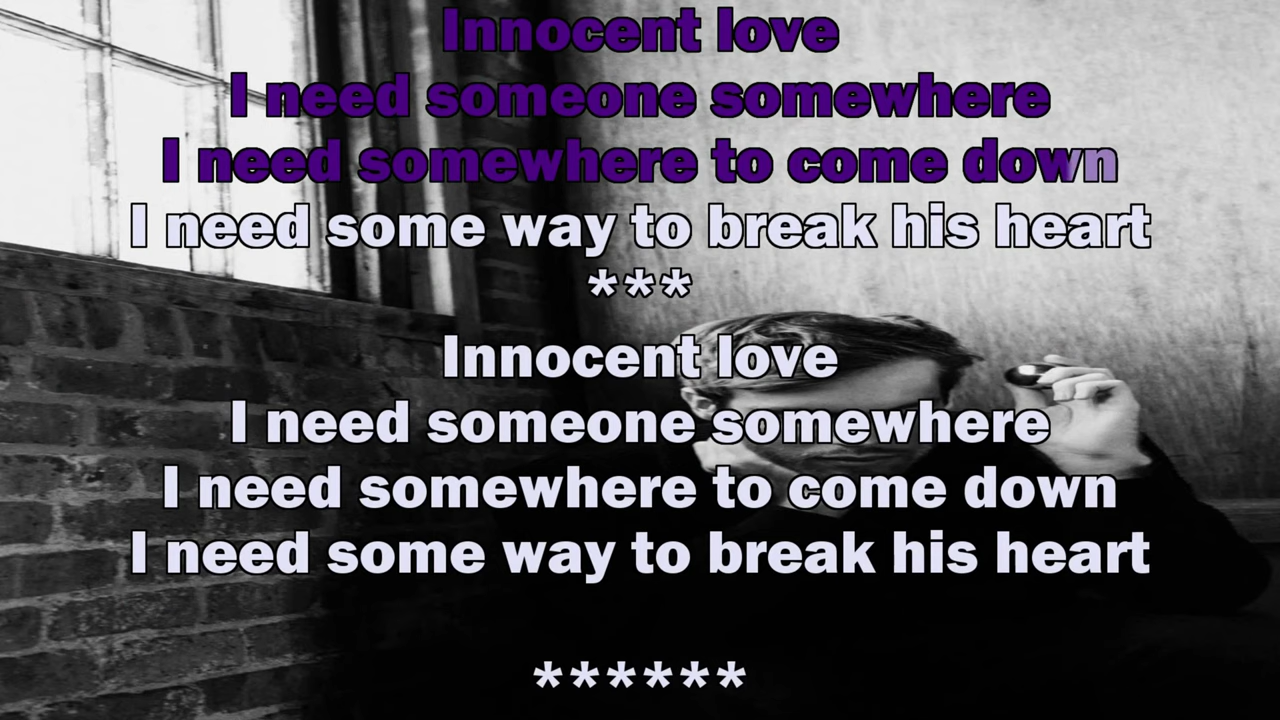 Innocent love
I need someone somewhere
I need somewhere to come down
I need some way to break his heart
***
Innocent love
I need someone somewhere
I need somewhere to come down
I need some way to break his heart
******